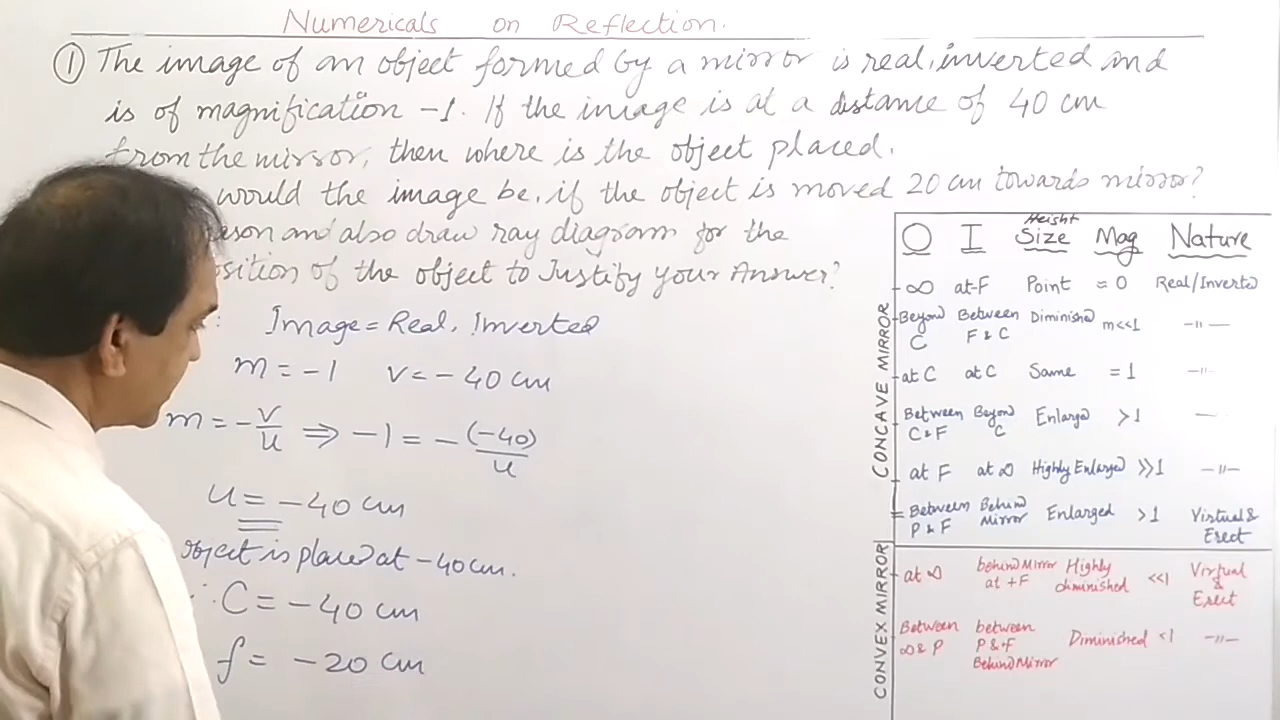 Numericals on Reflection.
① The image of an object formed by a mirror is real, inverted and
is of magnification -1. If the image is at a distance of 40 cm
from the mirror, then where is the object placed.
would the image be, if the object is moved 20 cm towards mirror?
ason and also draw ray diagram for the
osition of the object to Justify your Answer?
Image = Real, Inverted
m = -1 v = -40 cm
m = -v/u ⇒ -1 = -(-40)/u
u = -40 cm
object is placed at -40 cm.
∴ C = -40 cm
f = -20 cm
CONCAVE MIRROR
O I Height Size Mag Nature
∞ at-F Point ≈ 0 Real/Inverted
Beyond C Between F & C Diminished m<<1 -〃-
at C at C Same = 1 -〃-
Between C & F Beyond C Enlarged >1 -
at F at ∞ Highly Enlarged >>1 -〃-
Between P & F Behind Mirror Enlarged >1 Virtual & Erect
CONVEX MIRROR
at ∞ behind Mirror at +F Highly diminished <<1 Virtual & Erect
Between ∞ & P between P & F Behind Mirror Diminished <1 -〃-